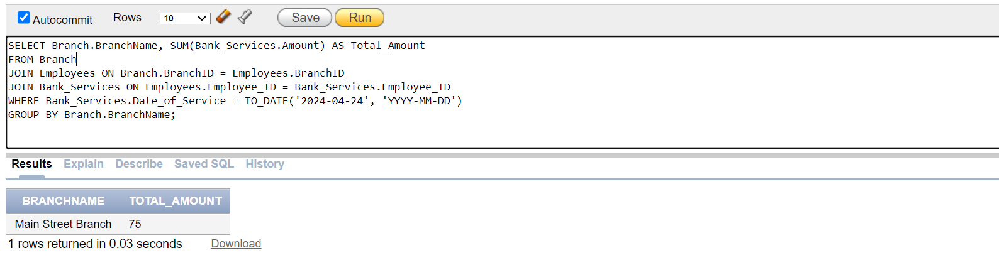 Autocommit Rows 10 Save Run
SELECT Branch.BranchName, SUM(Bank_Services.Amount) AS Total_Amount
FROM Branch
JOIN Employees ON Branch.BranchID = Employees.BranchID
JOIN Bank_Services ON Employees.Employee_ID = Bank_Services.Employee_ID
WHERE Bank_Services.Date_of_Service = TO_DATE('2024-04-24', 'YYYY-MM-DD')
GROUP BY Branch.BranchName;
Results Explain Describe Saved SQL History
BRANCHNAME TOTAL_AMOUNT
Main Street Branch 75
1 rows returned in 0.03 seconds Download